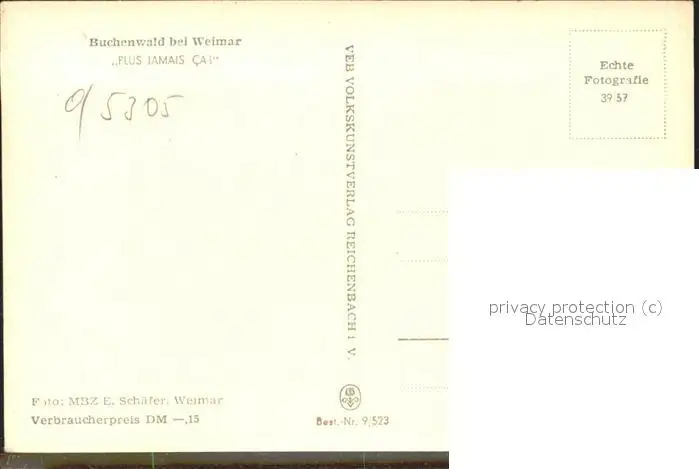 Buchenwald bei Weimar
„PLUS JAMAIS ÇA!“
9/5305
VEB VOLKSKUNSTVERLAG REICHENBACH i. V.
Echte
Fotografie
39 57
privacy protection (c)
Datenschutz
Foto: MBZ E. Schäfer, Weimar
Verbraucherpreis DM —,15
Best.-Nr. 9/523